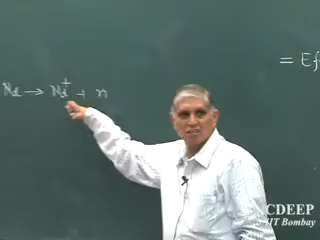 = Ef
Nd → Nd⁺ + n
CDEEP
IIT Bombay